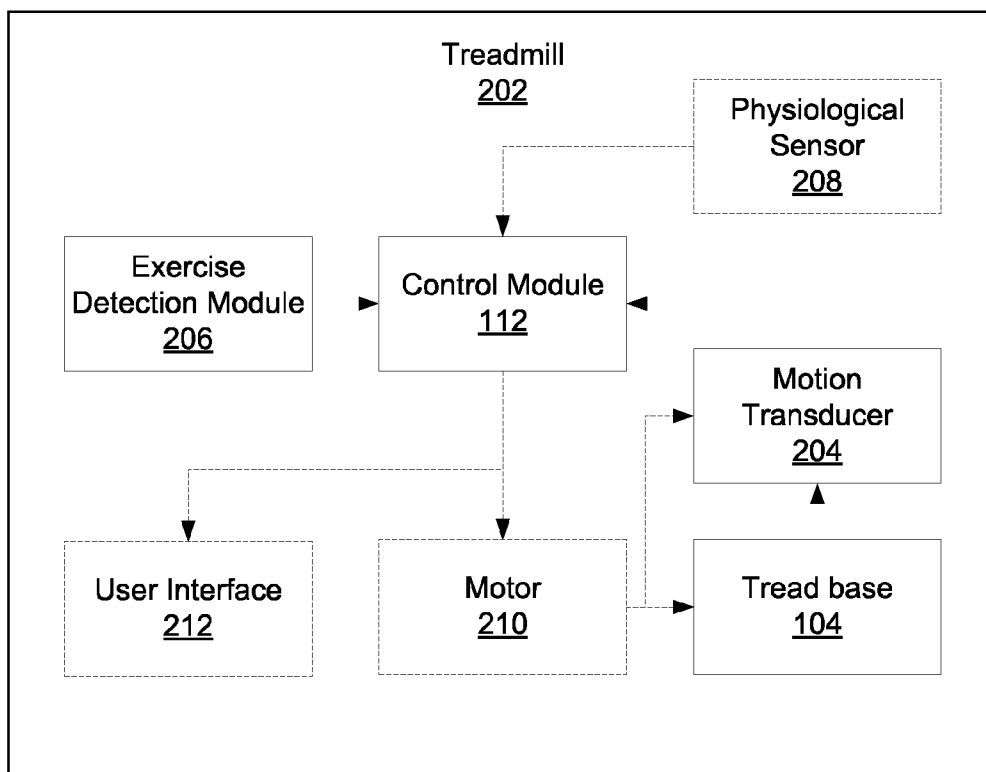 Treadmill
202
Physiological
Sensor
208
Exercise
Detection Module
206
Control Module
112
Motion
Transducer
204
User Interface
212
Motor
210
Tread base
104